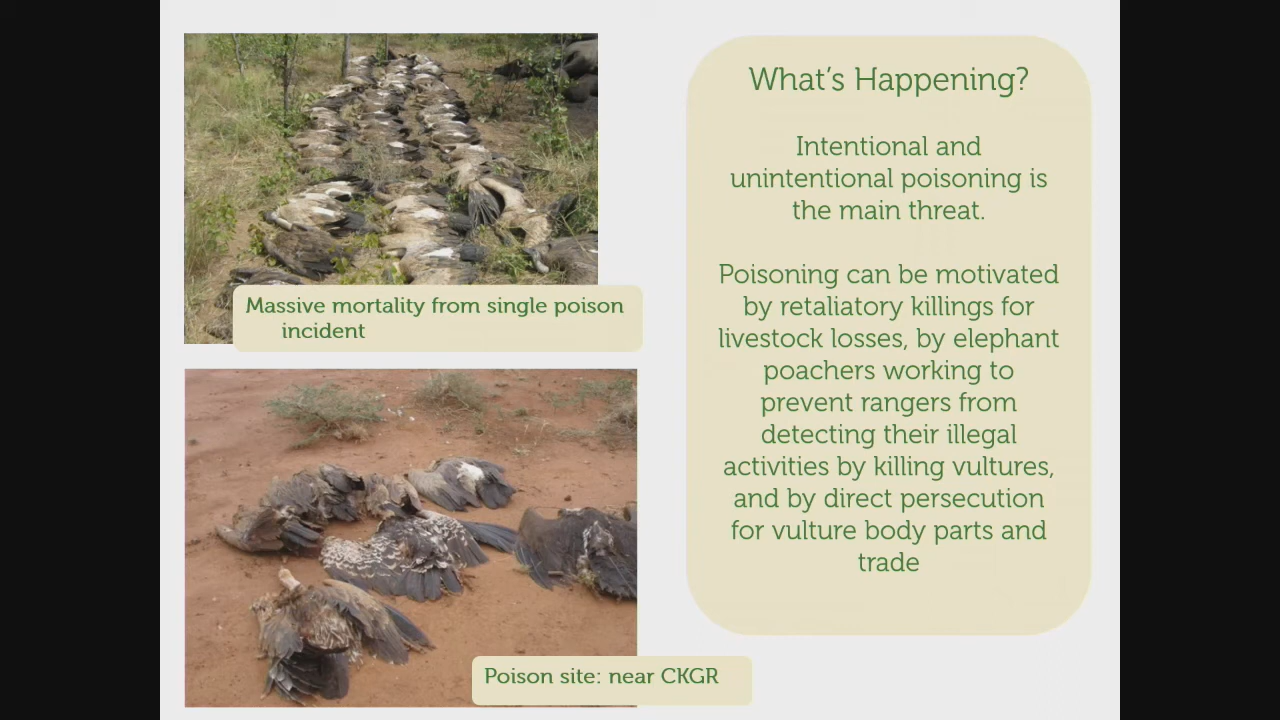 Massive mortality from single poison
incident
Poison site: near CKGR
What's Happening?
Intentional and
unintentional poisoning is
the main threat.
Poisoning can be motivated
by retaliatory killings for
livestock losses, by elephant
poachers working to
prevent rangers from
detecting their illegal
activities by killing vultures,
and by direct persecution
for vulture body parts and
trade